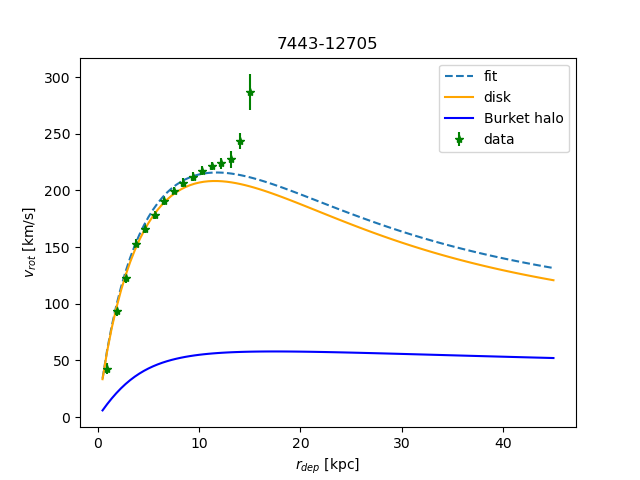 7443-12705
300
250
200
150
100
50
0
v_rot [km/s]
0 10 20 30 40
r_dep [kpc]
fit
disk
Burket halo
data